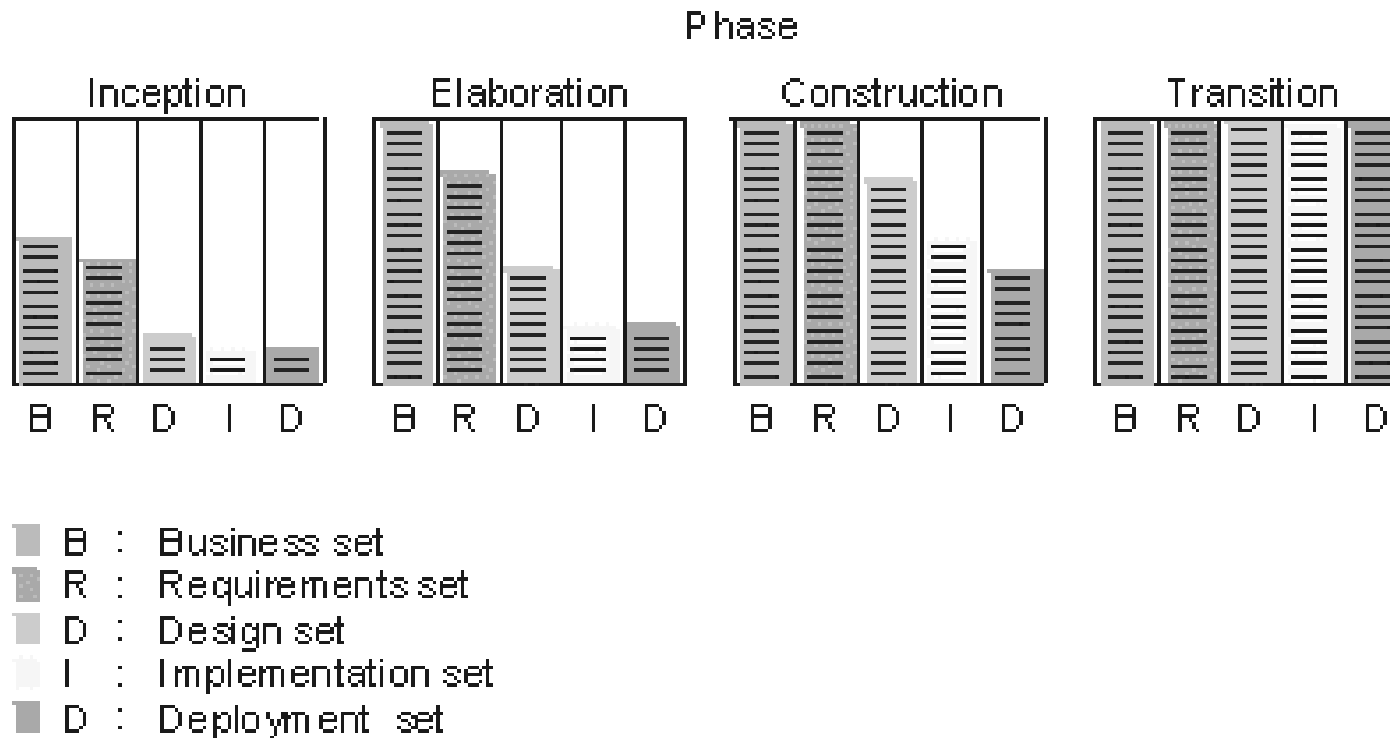 Phase
Inception Elaboration Construction Transition
B R D I D B R D I D B R D I D B R D I D
B : Business set
R : Requirements set
D : Design set
I : Implementation set
D : Deployment set